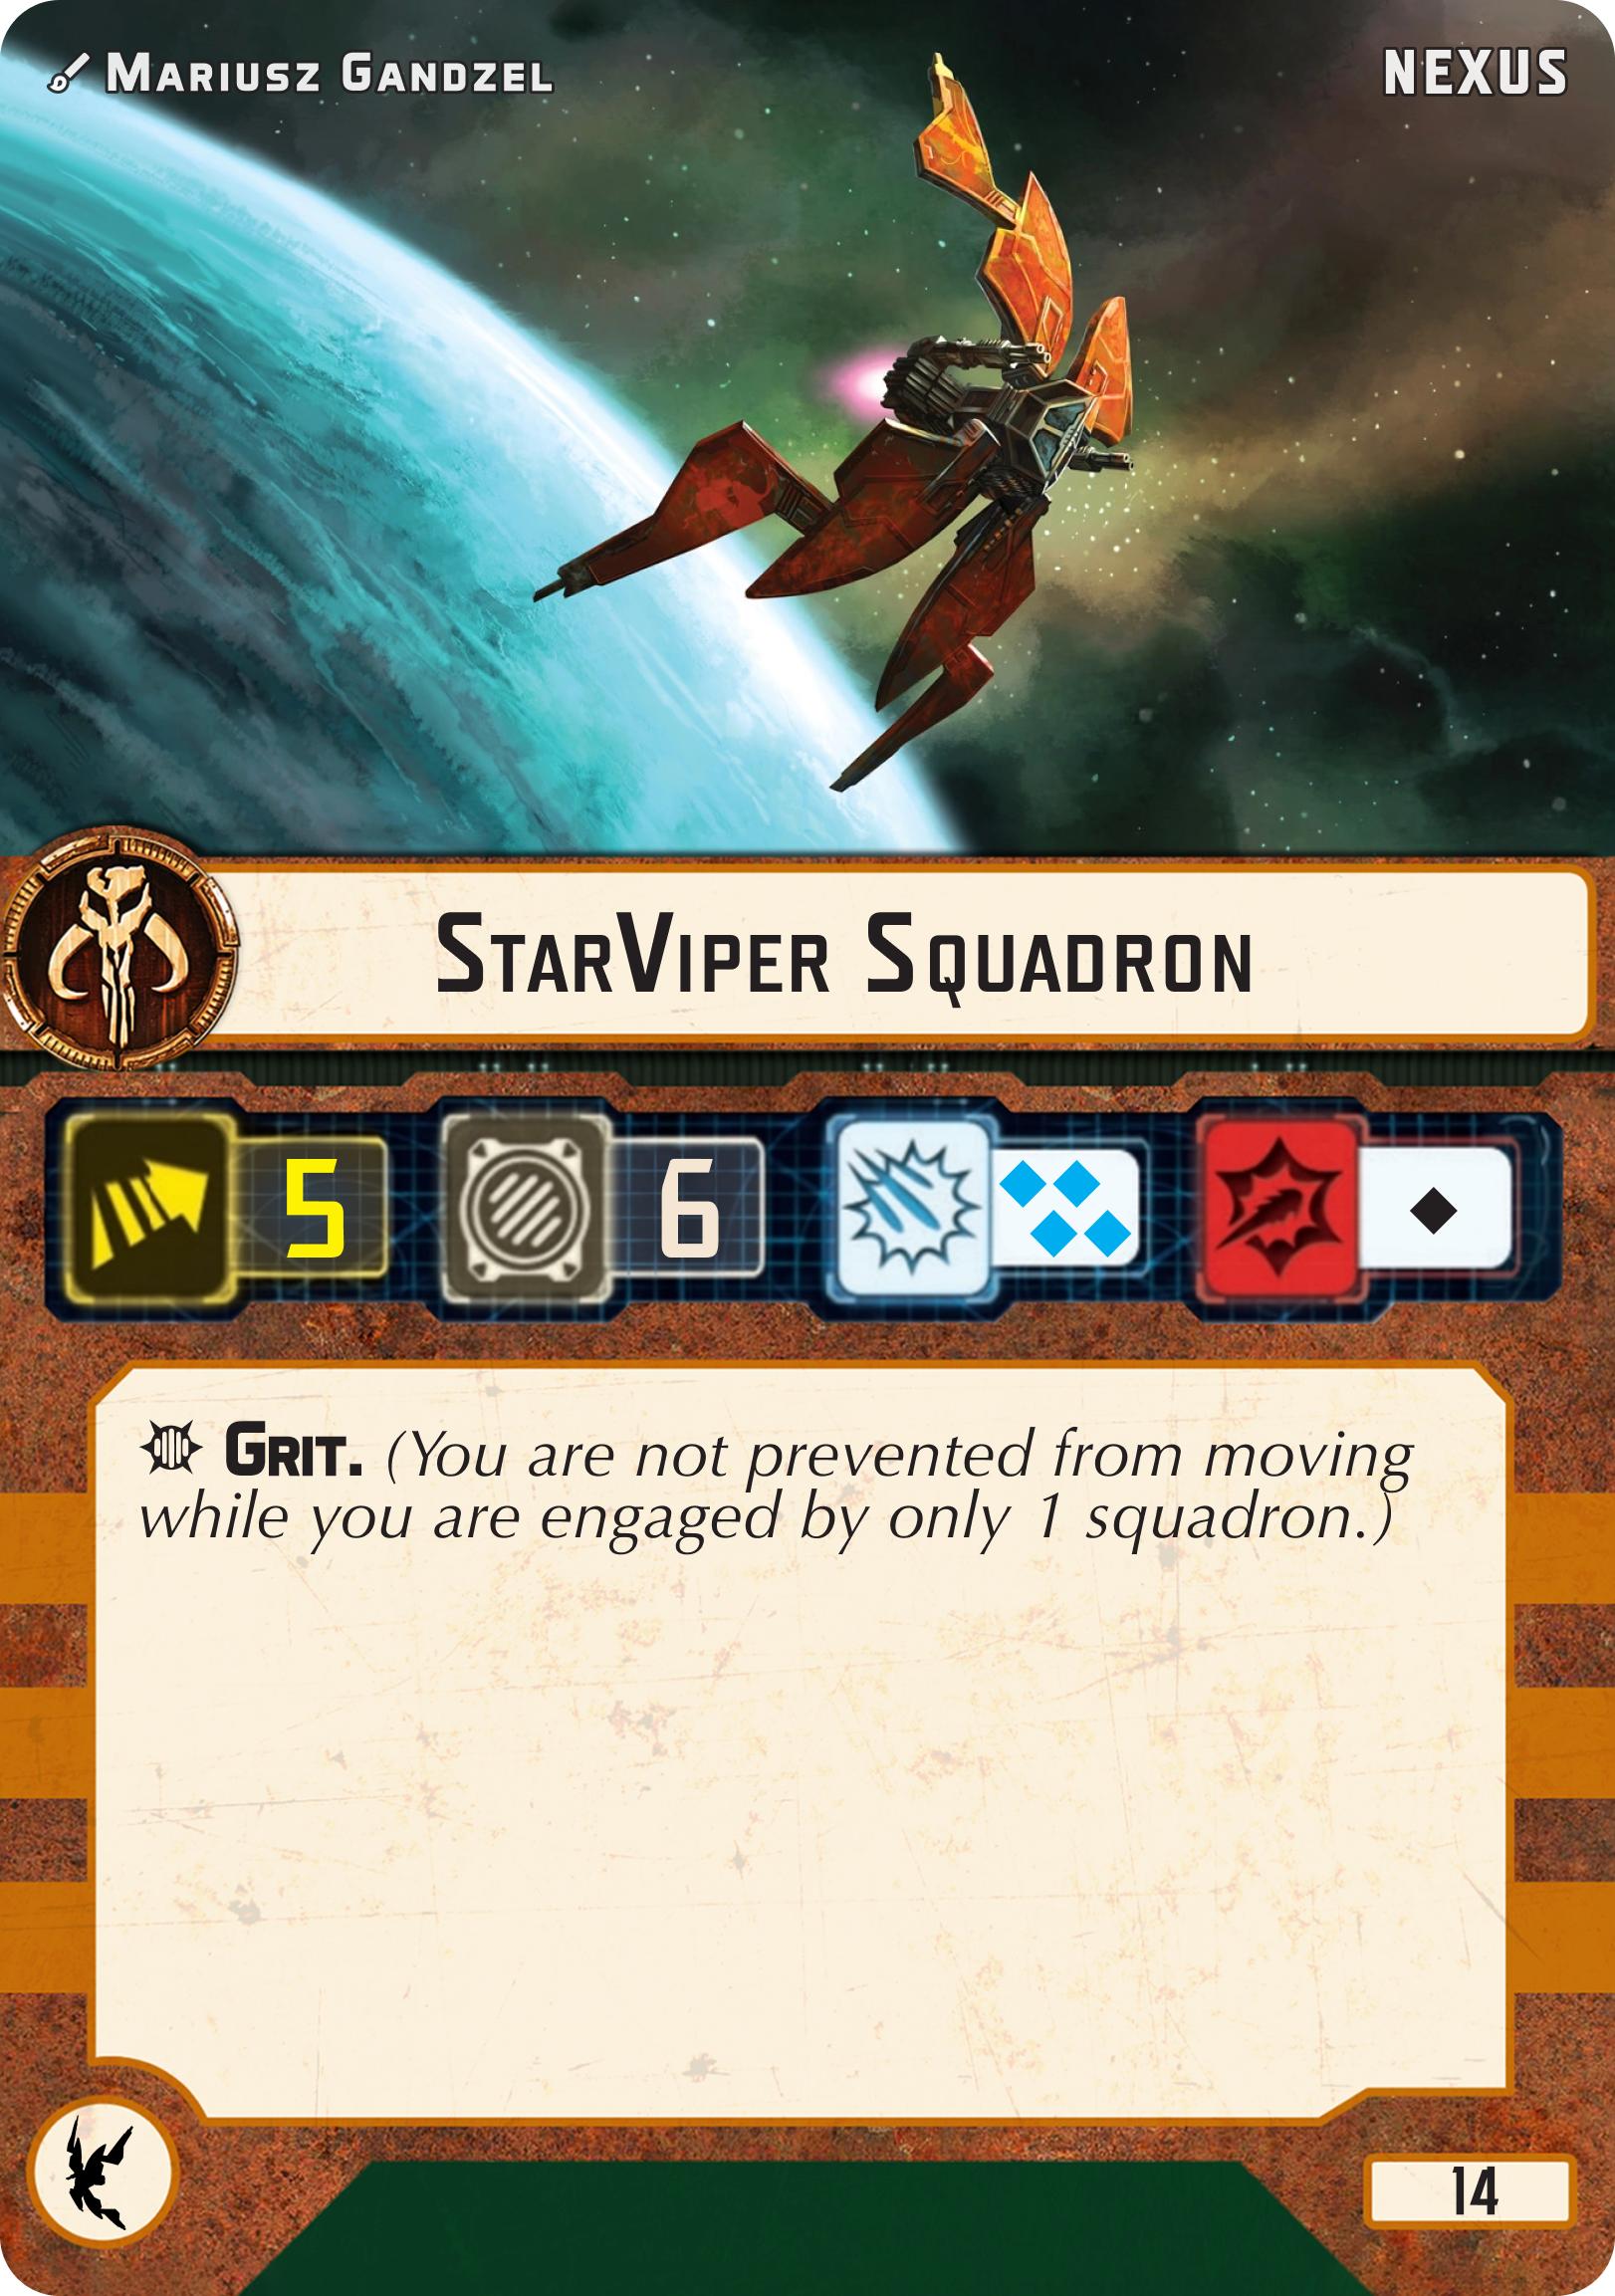 Mariusz Gandzel
NEXUS
StarViper Squadron
5
6
Grit. (You are not prevented from moving
while you are engaged by only 1 squadron.)
14